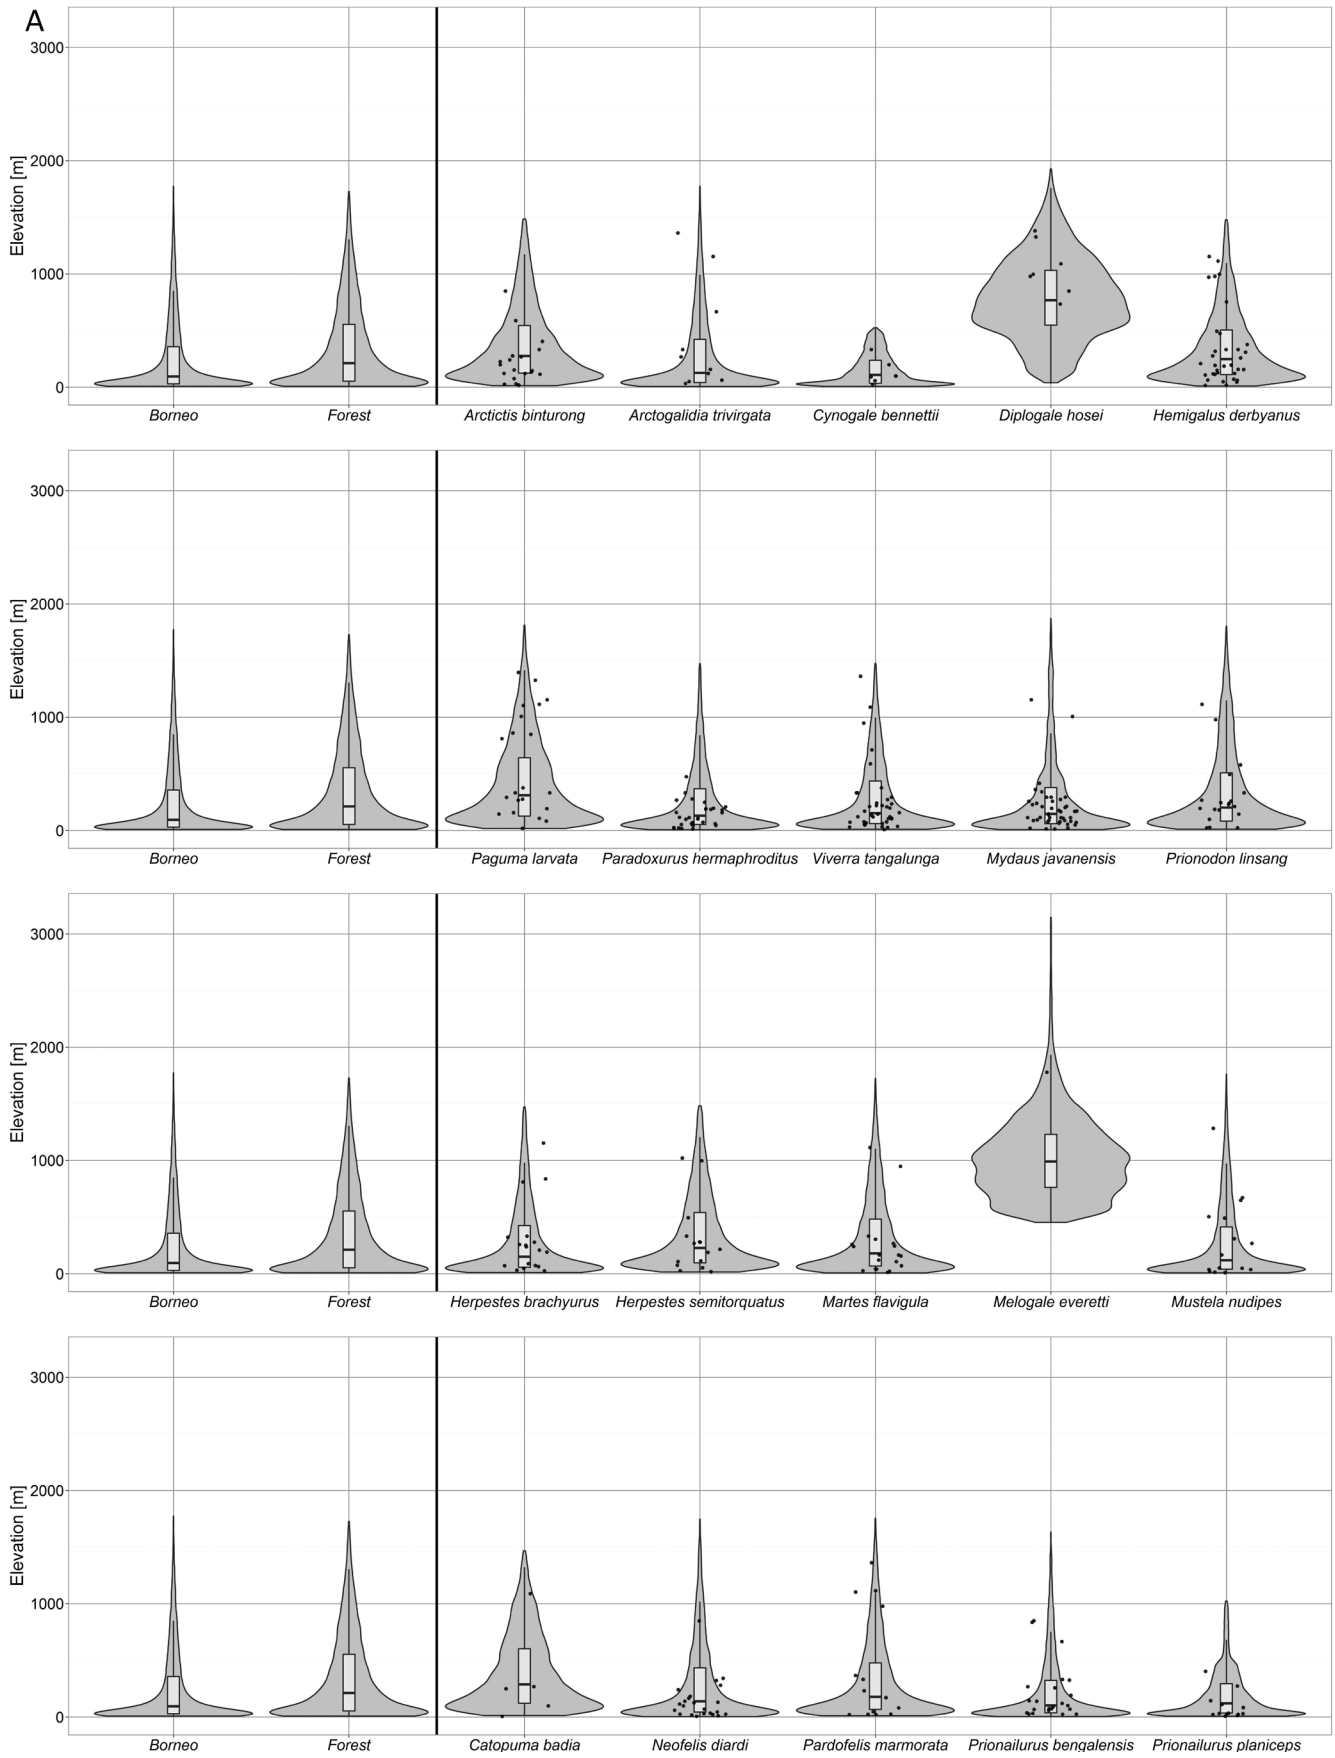 A
3000
2000
1000
0
Elevation [m]
Borneo Forest Arctictis binturong Arctogalidia trivirgata Cynogale bennettii Diplogale hosei Hemigalus derbyanus
3000
2000
1000
0
Elevation [m]
Borneo Forest Paguma larvata Paradoxurus hermaphroditus Viverra tangalunga Mydaus javanensis Prionodon linsang
3000
2000
1000
0
Elevation [m]
Borneo Forest Herpestes brachyurus Herpestes semitorquatus Martes flavigula Melogale everetti Mustela nudipes
3000
2000
1000
0
Elevation [m]
Borneo Forest Catopuma badia Neofelis diardi Pardofelis marmorata Prionailurus bengalensis Prionailurus planiceps